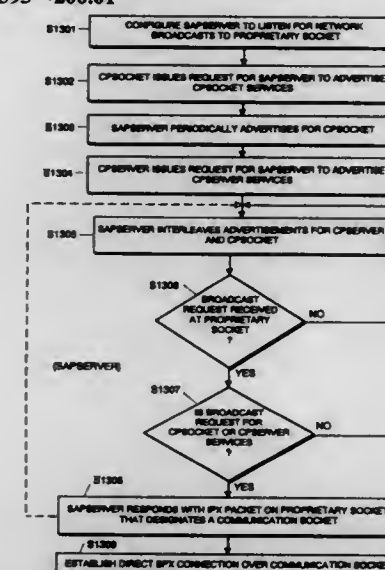 S1301
CONFIGURE SAPSERVER TO LISTEN FOR NETWORK
BROADCASTS TO PROPRIETARY SOCKET
S1302
CPSOCKET ISSUES REQUEST FOR SAPSERVER TO ADVERTISE
CPSOCKET SERVICES
S1303
SAPSERVER PERIODICALLY ADVERTISES FOR CPSOCKET
S1304
CPSERVER ISSUES REQUEST FOR SAPSERVER TO ADVERTISE
CPSERVER SERVICES
SAPSERVER INTERLEAVES ADVERTISEMENTS FOR CPSERVER
AND CPSOCKET
BROADCAST
REQUEST RECEIVED
AT PROPRIETARY
SOCKET
?
NO
(SAPSERVER)
YES
S1307
IS BROADCAST
REQUEST FOR
CPSOCKET OR CPSERVER
SERVICES
?
NO
YES
SAPSERVER RESPONDS WITH IPX PACKET ON PROPRIETARY SOCKET
THAT DESIGNATES A COMMUNICATION SOCKET
S1309
ESTABLISH DIRECT SPX CONNECTION OVER COMMUNICATION SOCKET